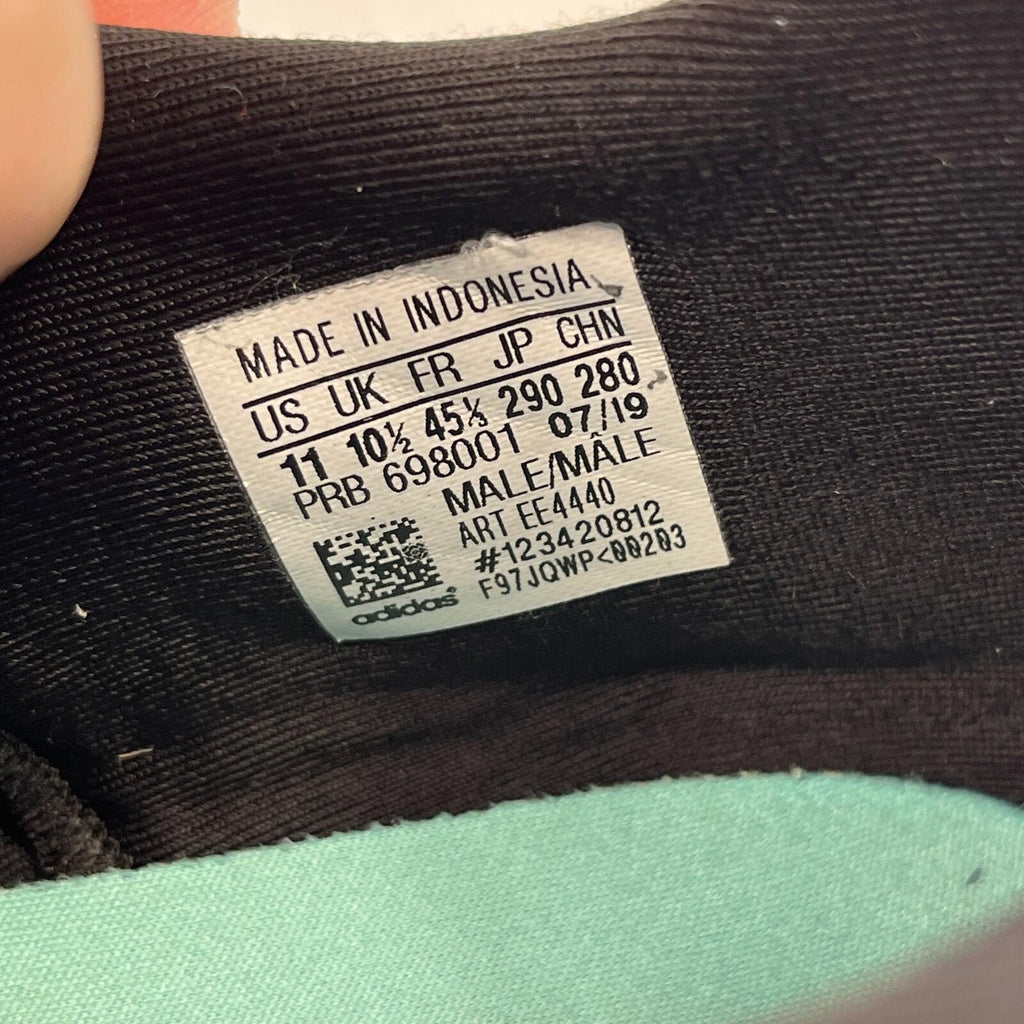 MADE IN INDONESIA
US UK FR JP CHN
11 10½ 45⅓ 290 280
PRB 698001 07/19
MALE/MÂLE
ART EE4440
#123420812
F97JQWP<00203
adidas®